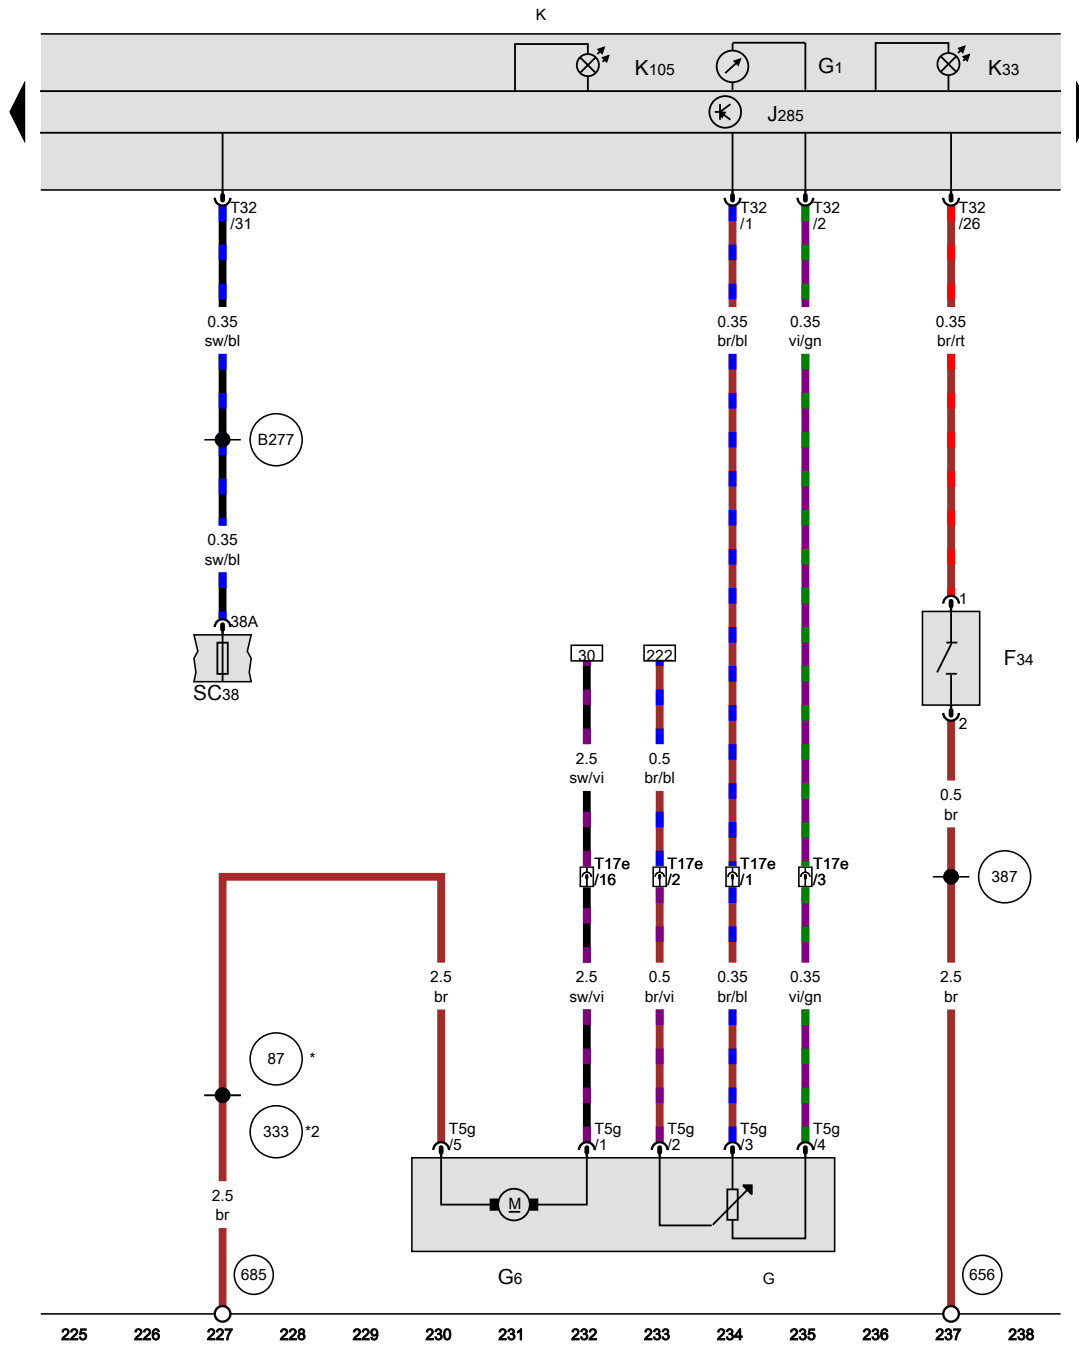 K
K105
G1
K33
J285
T32
/31
T32
/1
T32
/2
T32
/26
0.35
sw/bl
0.35
br/bl
0.35
vi/gn
0.35
br/rt
B277
0.35
sw/bl
38A
SC38
1
30
222
F34
2
2.5
sw/vi
0.5
br/bl
0.5
br
T17e
/16
T17e
/2
T17e
/1
T17e
/3
387
2.5
br
2.5
sw/vi
0.5
br/vi
0.35
br/bl
0.35
vi/gn
2.5
br
87 *
333 *2
T5g
/5
T5g
/1
T5g
/2
T5g
/3
T5g
/4
2.5
br
M
685
G6
G
656
225 226 227 228 229 230 231 232 233 234 235 236 237 238